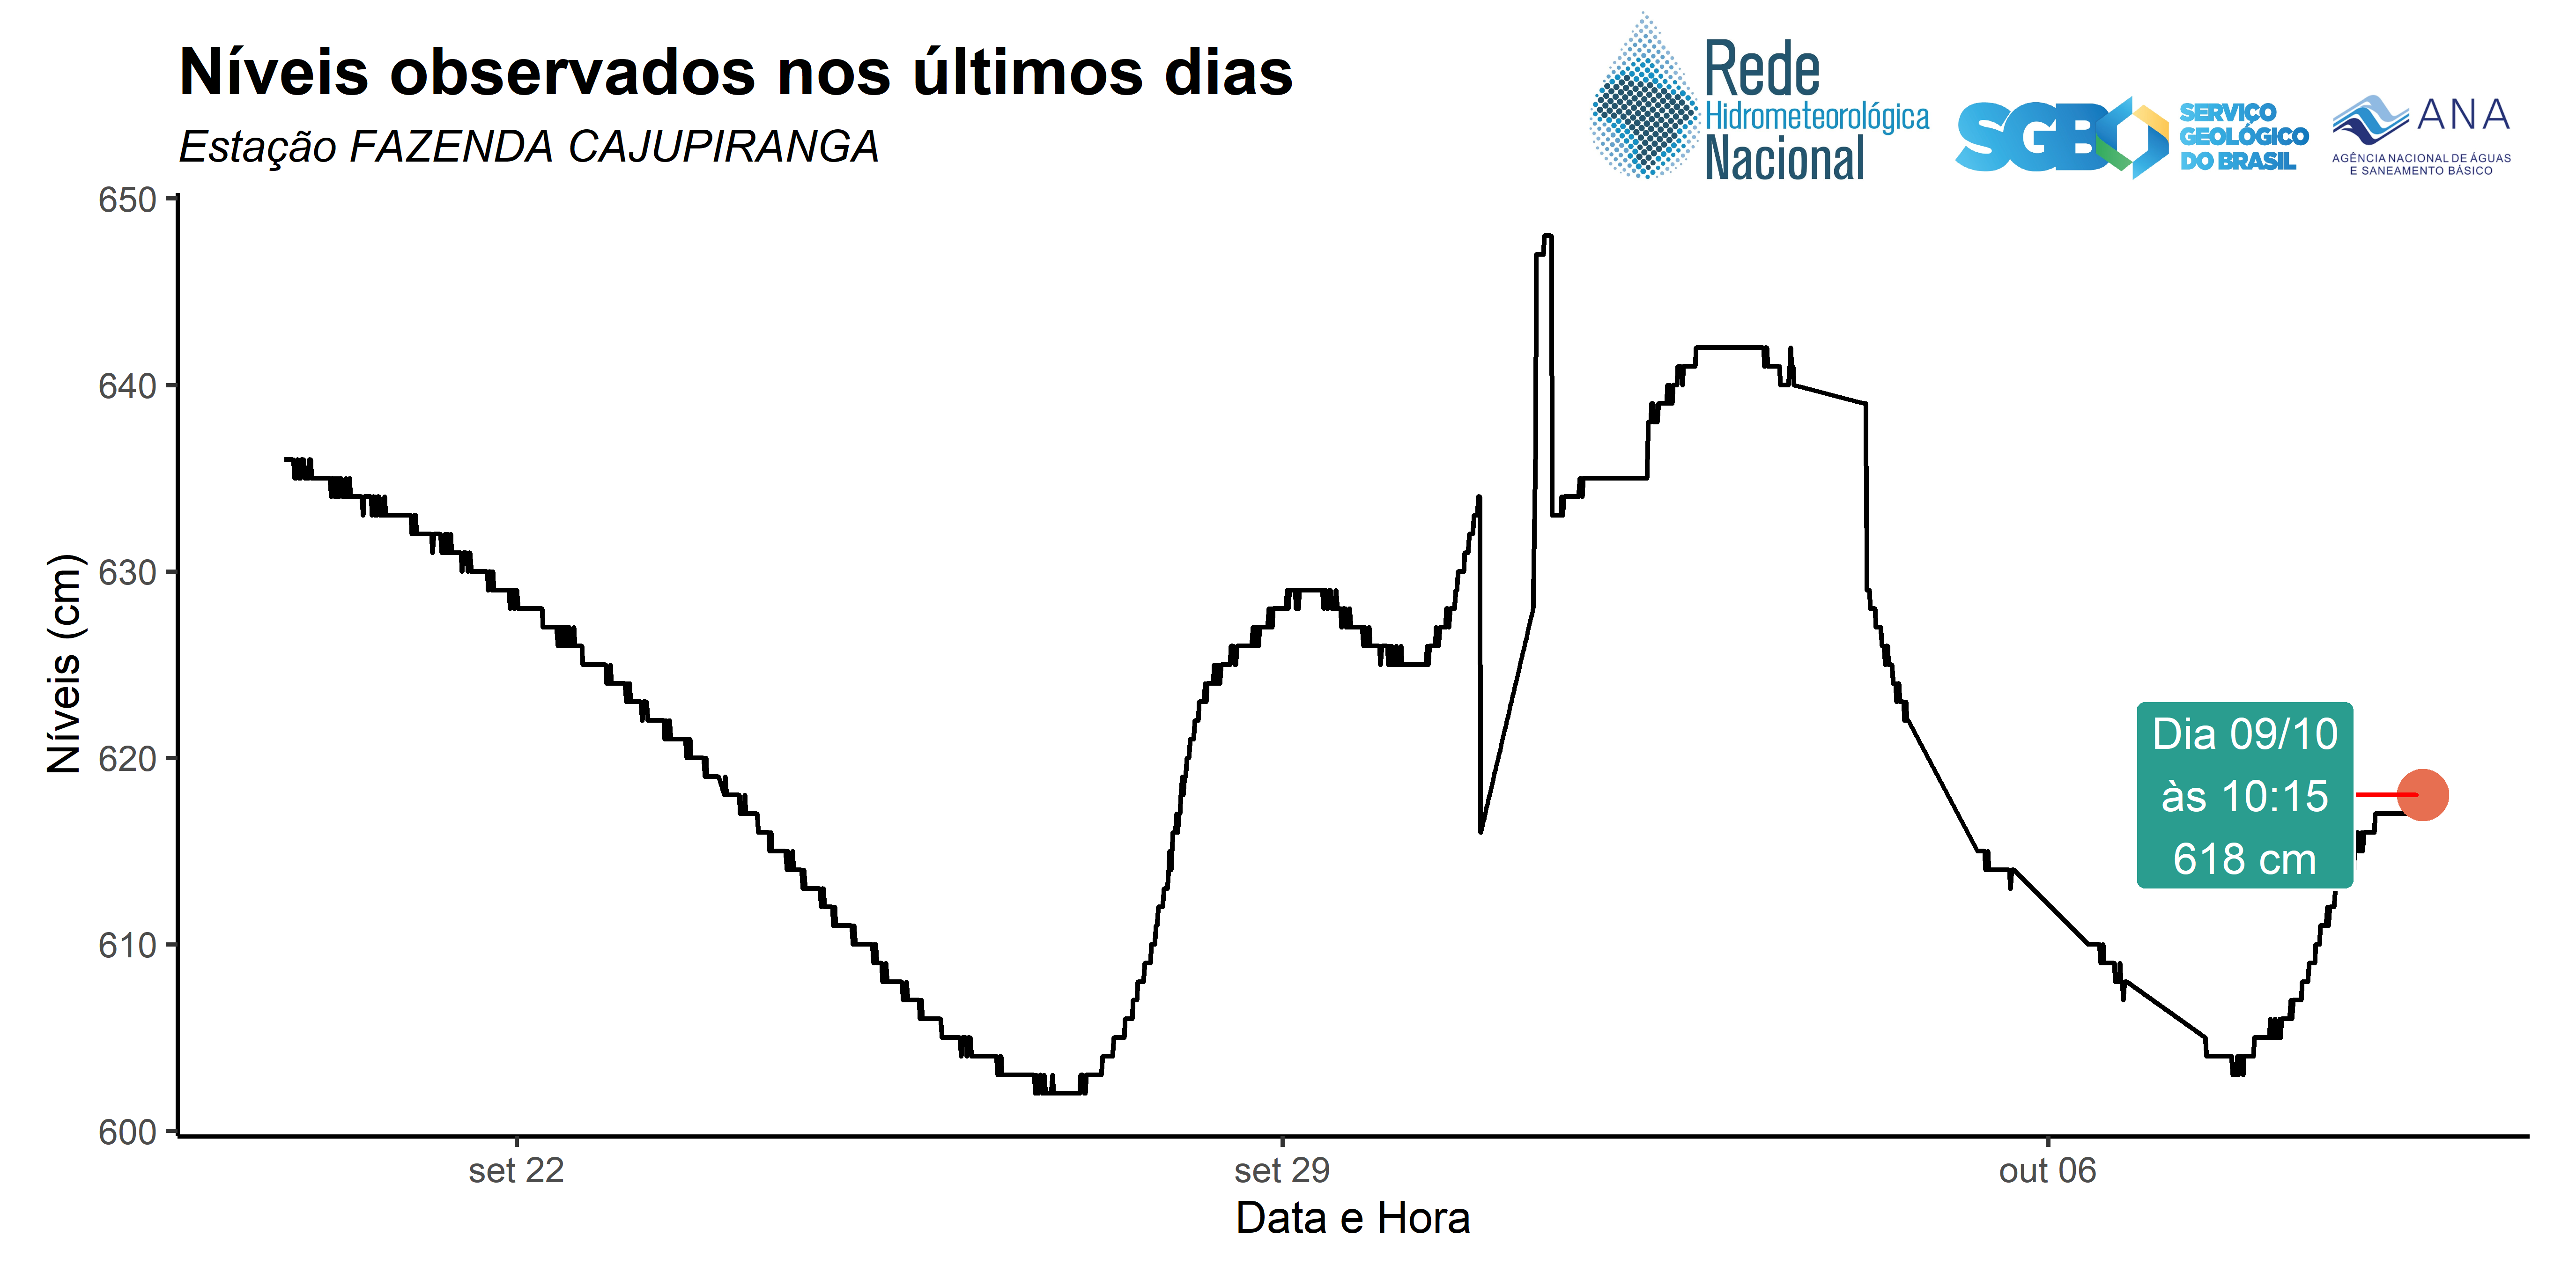 Níveis observados nos últimos dias
Estação FAZENDA CAJUPIRANGA
Rede
Hidrometeorológica
Nacional
SGB
SERVIÇO
GEOLÓGICO
DO BRASIL
ANA
AGÊNCIA NACIONAL DE ÁGUAS
E SANEAMENTO BÁSICO
Níveis (cm)
650
640
630
620
610
600
Dia 09/10
às 10:15
618 cm
set 22
set 29
out 06
Data e Hora